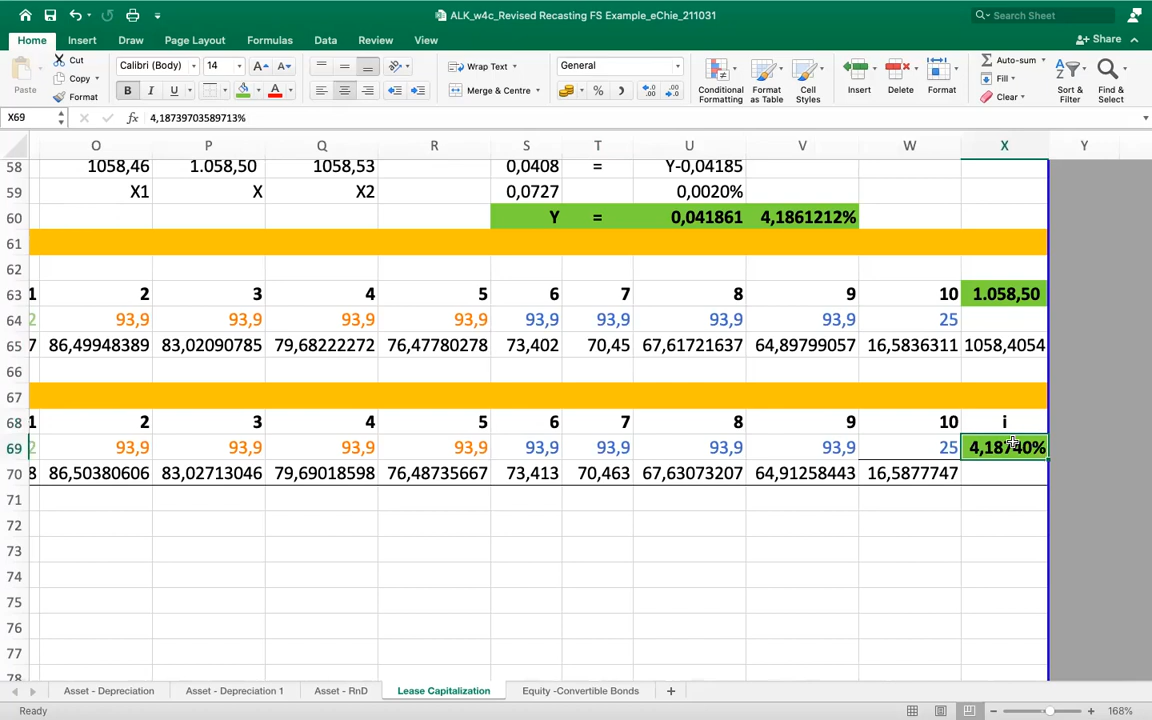 ALK_w4c_Revised Recasting FS Example_eChie_211031
Search Sheet
Home Insert Draw Page Layout Formulas Data Review View
Share
Paste
Cut
Copy
Format
Calibri (Body) 14
A A
B I U
A
Wrap Text
Merge & Centre
General
%
Conditional Formatting
Format as Table
Cell Styles
Insert
Delete
Format
Auto-sum
Fill
Clear
Sort & Filter
Find & Select
X69 fx 4,18739703589713%
O P Q R S T U V W X Y
58 1058,46 1.058,50 1058,53 0,0408 = Y-0,04185
59 X1 X X2 0,0727 0,0020%
60 Y = 0,041861 4,1861212%
61
62
63 1 2 3 4 5 6 7 8 9 10 1.058,50
64 2 93,9 93,9 93,9 93,9 93,9 93,9 93,9 93,9 25
65 7 86,49948389 83,02090785 79,68222272 76,47780278 73,402 70,45 67,61721637 64,89799057 16,5836311 1058,4054
66
67
68 1 2 3 4 5 6 7 8 9 10 i
69 2 93,9 93,9 93,9 93,9 93,9 93,9 93,9 93,9 25 4,18740%
70 8 86,50380606 83,02713046 79,69018598 76,48735667 73,413 70,463 67,63073207 64,91258443 16,5877747
71
72
73
74
75
76
77
78
Asset - Depreciation Asset - Depreciation 1 Asset - RnD Lease Capitalization Equity -Convertible Bonds +
Ready 168%